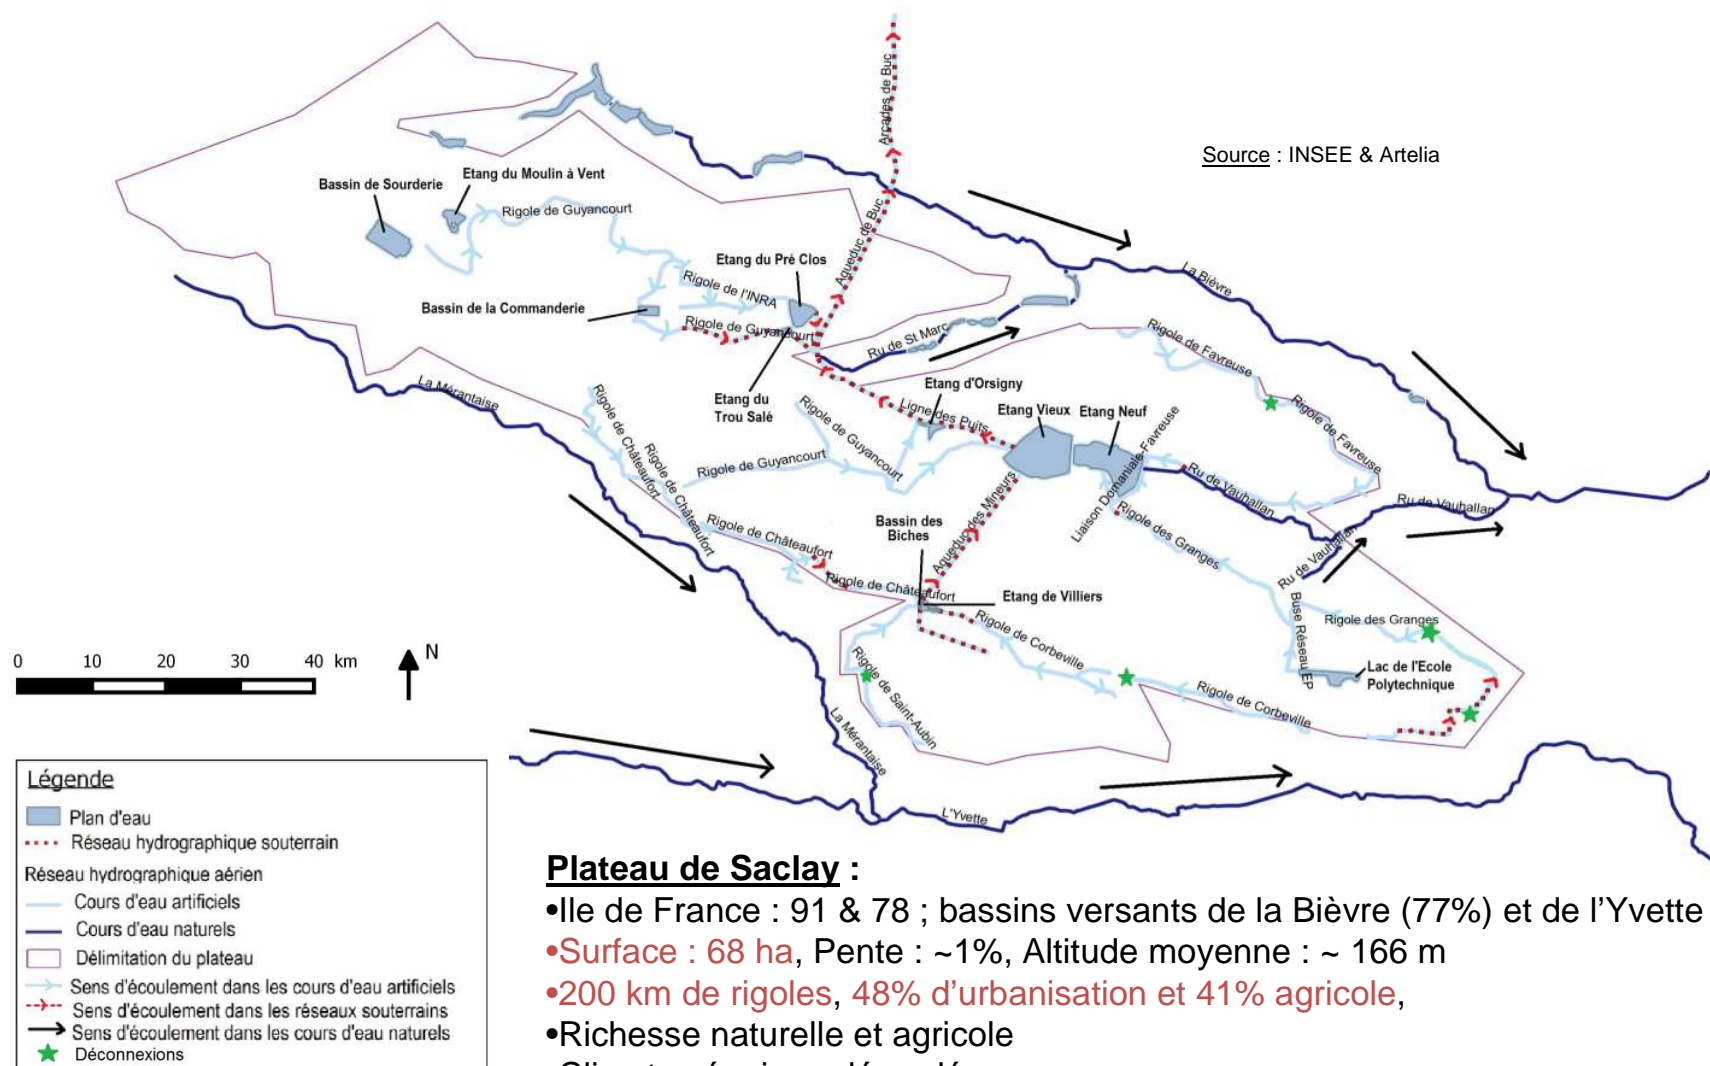 Arcades de Buc
Source : INSEE & Artelia
Bassin de Sourderie
Etang du Moulin à Vent
Rigole de Guyancourt
Aqueduc de Buc
Etang du Pré Clos
La Bièvre
Rigole de l'INRA
Bassin de la Commanderie
Rigole de Guyancourt
Ru de St Marc
Rigole de Favreuse
La Mérantaise
Etang du
Trou Salé
Etang d'Orsigny
Ligne des Puits
Etang Vieux
Etang Neuf
Rigole de Favreuse
Rigole de Châteaufort
Rigole de Châteaufort
Rigole de Guyancourt
Rigole de Guyancourt
Liaison Domaniale-Favreuse
Ru de Vauhallan
Ru de Vauhallan
Aqueduc des Mineurs
Rigole de Châteaufort
Bassin des
Biches
Rigole des Granges
Ru de Vauhallan
Rigole de Châteaufort
Etang de Villiers
Rigole de Corbeville
Buse Réseau EP
Rigole des Granges
Lac de l'Ecole
Polytechnique
Rigole de Saint-Aubin
Rigole de Corbeville
La Mérantaise
L'Yvette
0 10 20 30 40 km
N
Légende
Plan d'eau
Réseau hydrographique souterrain
Réseau hydrographique aérien
Cours d'eau artificiels
Cours d'eau naturels
Délimitation du plateau
Sens d'écoulement dans les cours d'eau artificiels
Sens d'écoulement dans les réseaux souterrains
Sens d'écoulement dans les cours d'eau naturels
Déconnexions
Plateau de Saclay :
•Ile de France : 91 & 78 ; bassins versants de la Bièvre (77%) et de l'Yvette
•Surface : 68 ha, Pente : ~1%, Altitude moyenne : ~ 166 m
•200 km de rigoles, 48% d'urbanisation et 41% agricole,
•Richesse naturelle et agricole